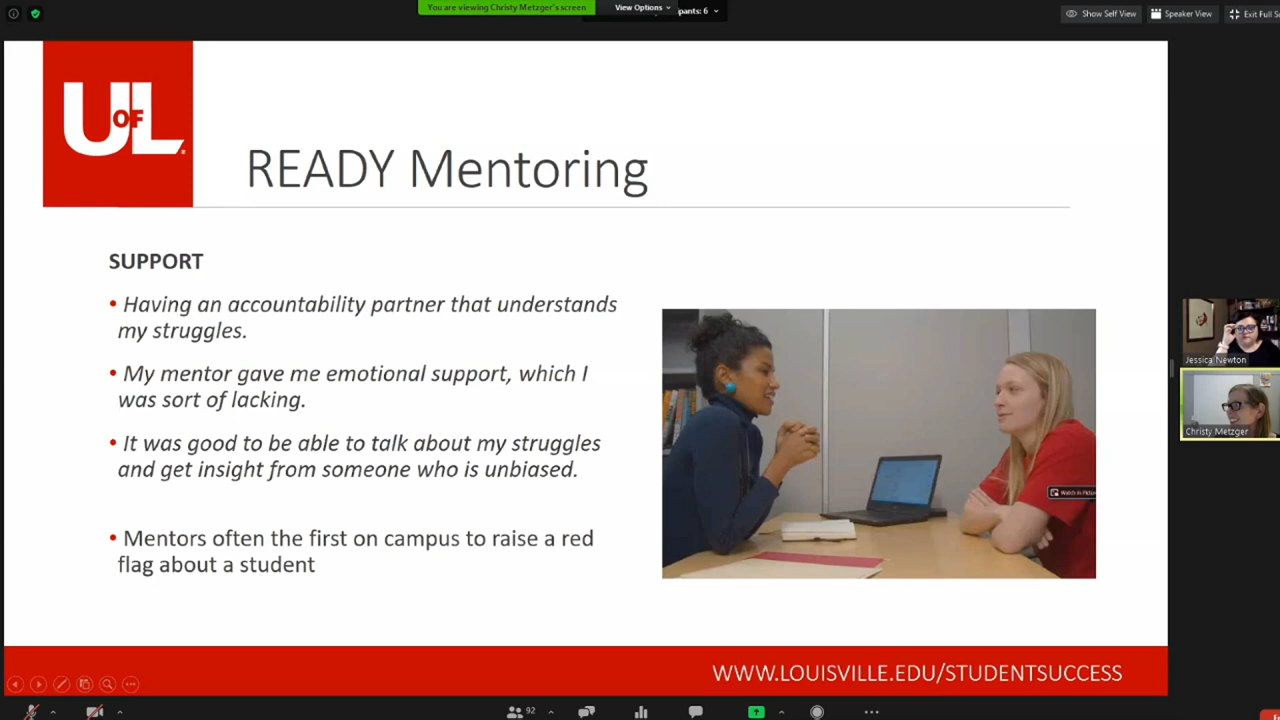 You are viewing Christy Metzger's screen
View Options
pants: 6
Show Self View
Speaker View
Exit Full S
U OF L
READY Mentoring
SUPPORT
• Having an accountability partner that understands
my struggles.
• My mentor gave me emotional support, which I
was sort of lacking.
• It was good to be able to talk about my struggles
and get insight from someone who is unbiased.
• Mentors often the first on campus to raise a red
flag about a student
Watch in Pictur
Jessica Newton
Christy Metzger
WWW.LOUISVILLE.EDU/STUDENTSUCCESS
92